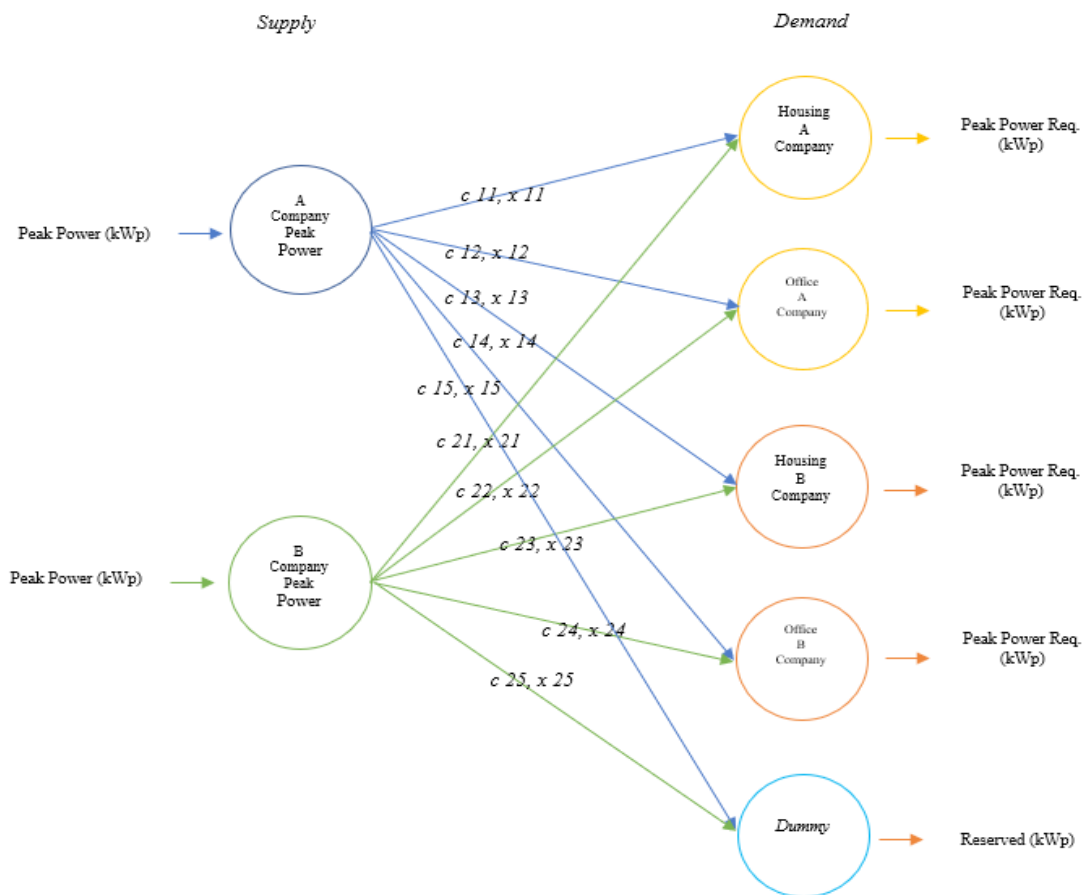 Supply
Demand
Housing
A
Company
Peak Power Req.
(kWp)
A
Company
Peak
Power
Peak Power (kWp)
c 11, x 11
c 12, x 12
c 13, x 13
c 14, x 14
c 15, x 15
Office
A
Company
Peak Power Req.
(kWp)
c 21, x 21
c 22, x 22
c 23, x 23
c 24, x 24
c 25, x 25
Housing
B
Company
Peak Power Req.
(kWp)
B
Company
Peak
Power
Peak Power (kWp)
Office
B
Company
Peak Power Req.
(kWp)
Dummy
Reserved (kWp)